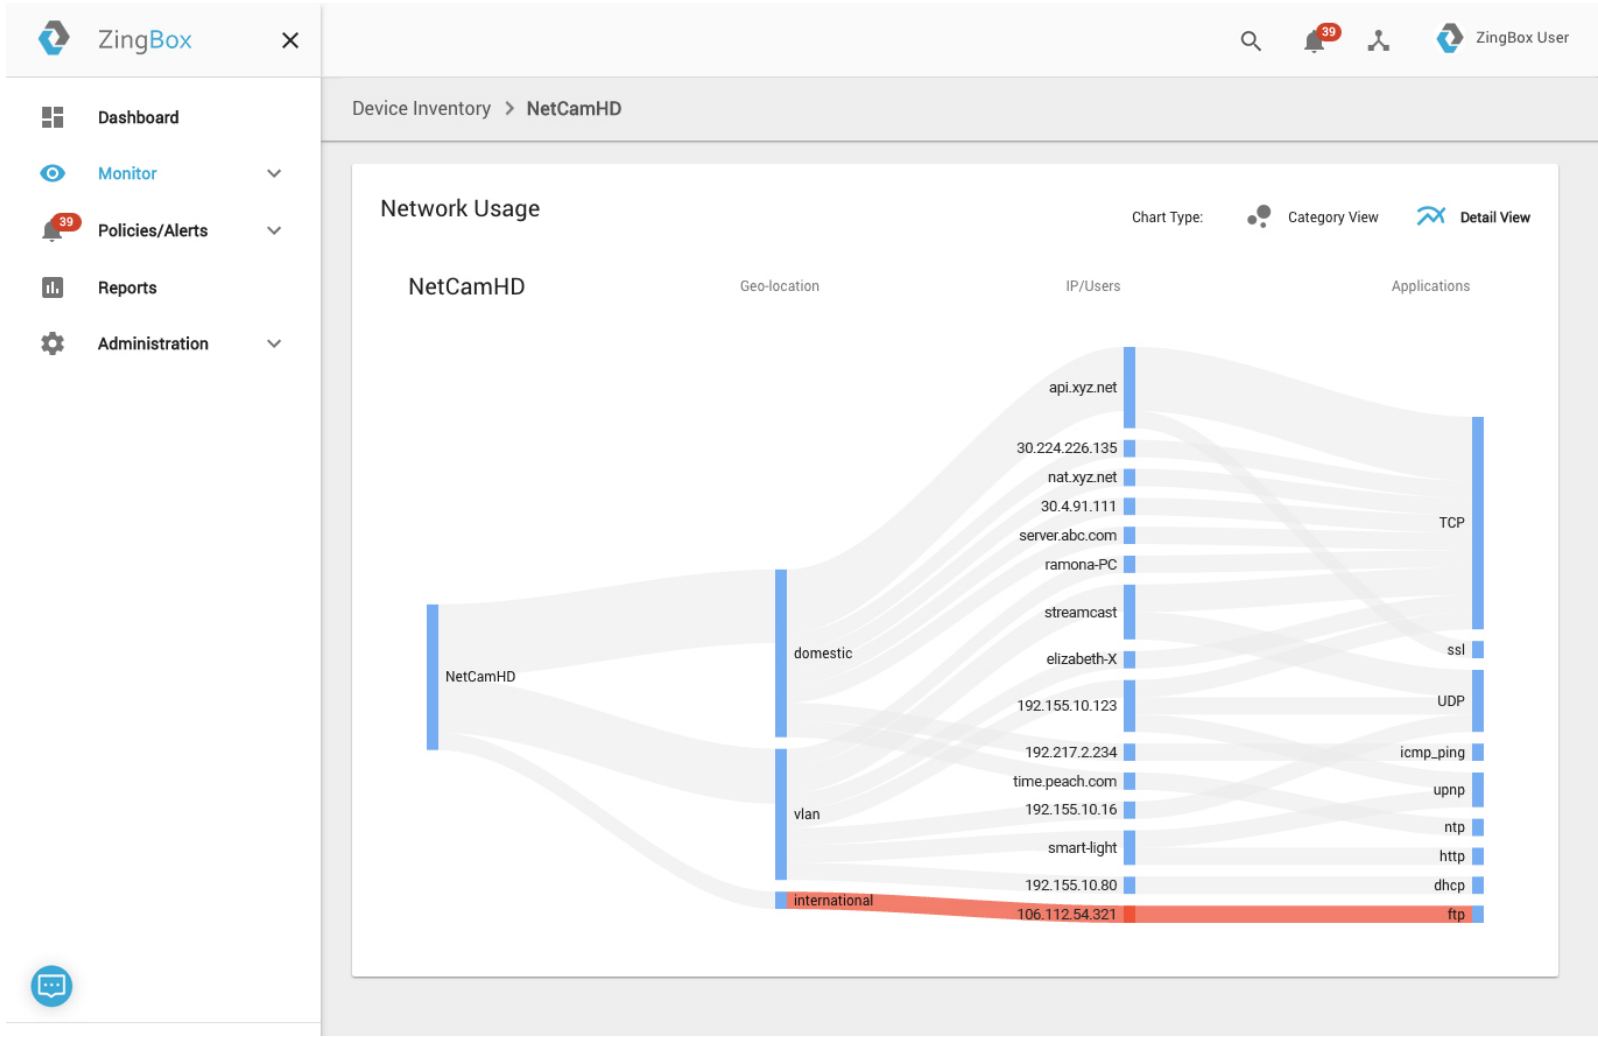 ZingBox
39
ZingBox User
Dashboard
Monitor
39
Policies/Alerts
Reports
Administration
Device Inventory > NetCamHD
Network Usage
Chart Type:
Category View
Detail View
NetCamHD
Geo-location
IP/Users
Applications
NetCamHD
domestic
vlan
international
api.xyz.net
30.224.226.135
nat.xyz.net
30.4.91.111
server.abc.com
ramona-PC
streamcast
elizabeth-X
192.155.10.123
192.217.2.234
time.peach.com
192.155.10.16
smart-light
192.155.10.80
106.112.54.321
TCP
ssl
UDP
icmp_ping
upnp
ntp
http
dhcp
ftp